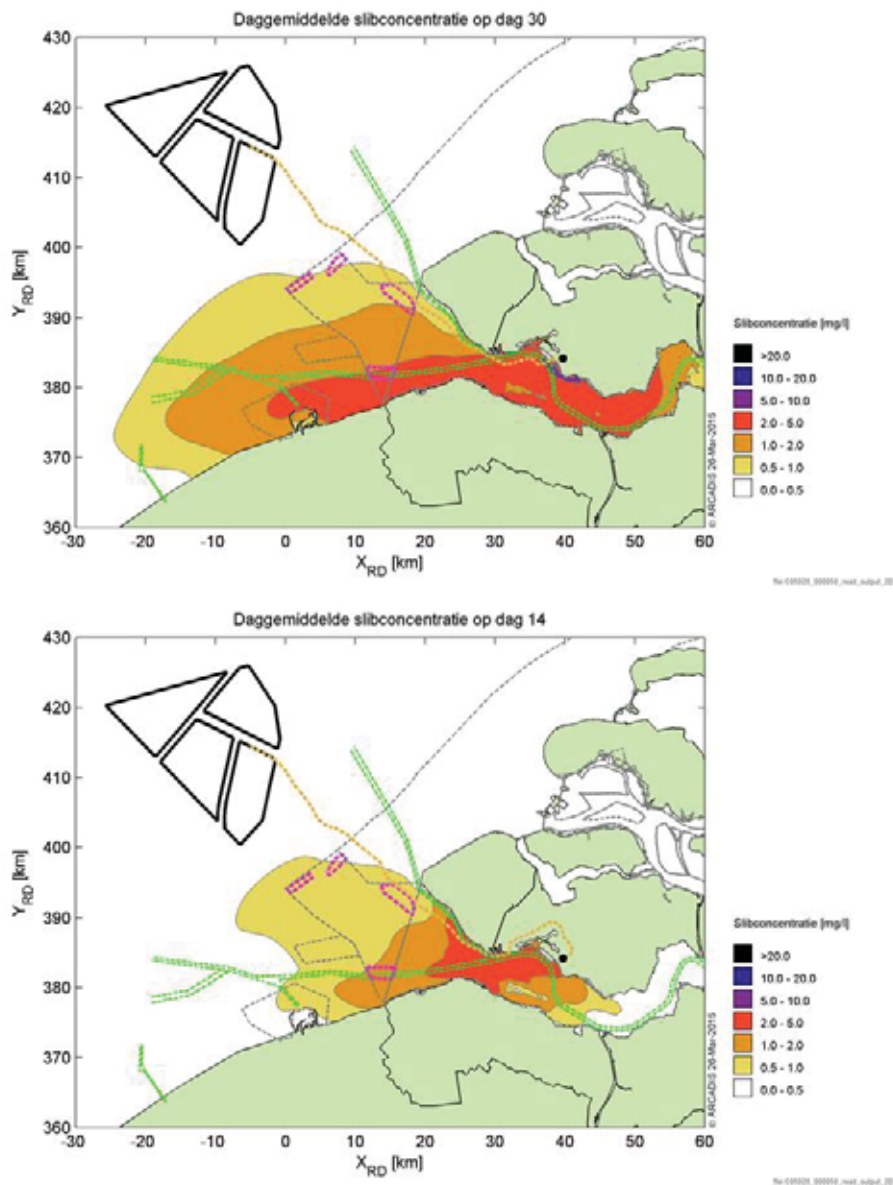 Daggemiddelde slibconcentratie op dag 30
430
420
410
400
390
380
370
360
Y_RD [km]
-30 -20 -10 0 10 20 30 40 50 60
X_RD [km]
Slibconcentratie [mg/l]
>20.0
10.0 - 20.0
5.0 - 10.0
2.0 - 5.0
1.0 - 2.0
0.5 - 1.0
0.0 - 0.5
© ARCADIS 26-Mar-2015
Daggemiddelde slibconcentratie op dag 14
430
420
410
400
390
380
370
360
Y_RD [km]
-30 -20 -10 0 10 20 30 40 50 60
X_RD [km]
Slibconcentratie [mg/l]
>20.0
10.0 - 20.0
5.0 - 10.0
2.0 - 5.0
1.0 - 2.0
0.5 - 1.0
0.0 - 0.5
© ARCADIS 26-Mar-2015